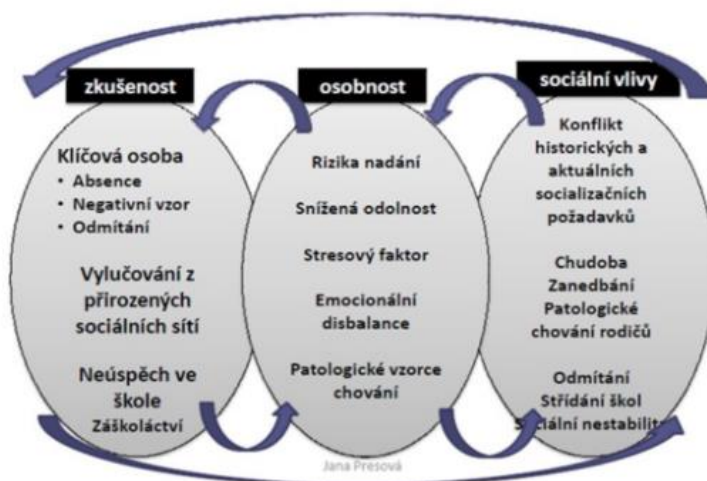 zkušenost
Klíčová osoba
• Absence
• Negativní vzor
• Odmítání
Vylučování z
přirozených
sociálních sítí
Neúspěch ve
škole
Záškoláctví
osobnost
Rizika nadání
Snížená odolnost
Stresový faktor
Emocionální
disbalance
Patologické vzorce
chování
sociální vlivy
Konflikt
historických a
aktuálních
socializačních
požadavků
Chudoba
Zanedbání
Patologické
chování rodičů
Odmítání
Střídání škol
Sociální nestabilita
Jana Presová